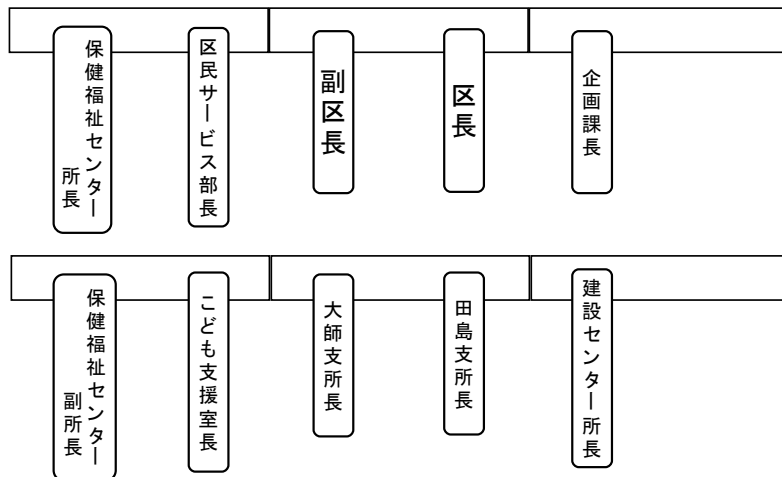 保健福祉センター
所長
区民サービス部長
副区長
区長
企画課長
保健福祉センター
副所長
こども支援室長
大師支所長
田島支所長
建設センター所長